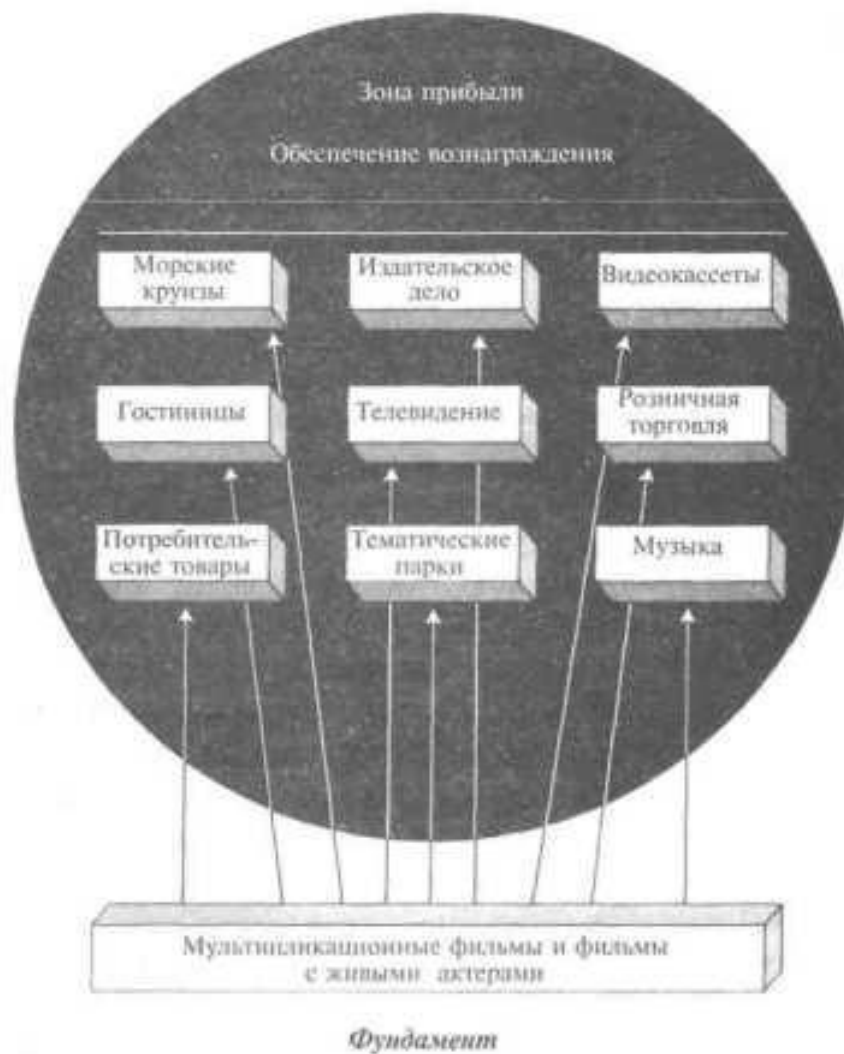 Зона прибыли
Обеспечение вознаграждения
Морские
круизы
Издательское
дело
Видеокассеты
Гостиницы
Телевидение
Розничная
торговля
Потребитель-
ские товары
Тематические
парки
Музыка
Мультипликационные фильмы и фильмы
с живыми актерами
Фундамент